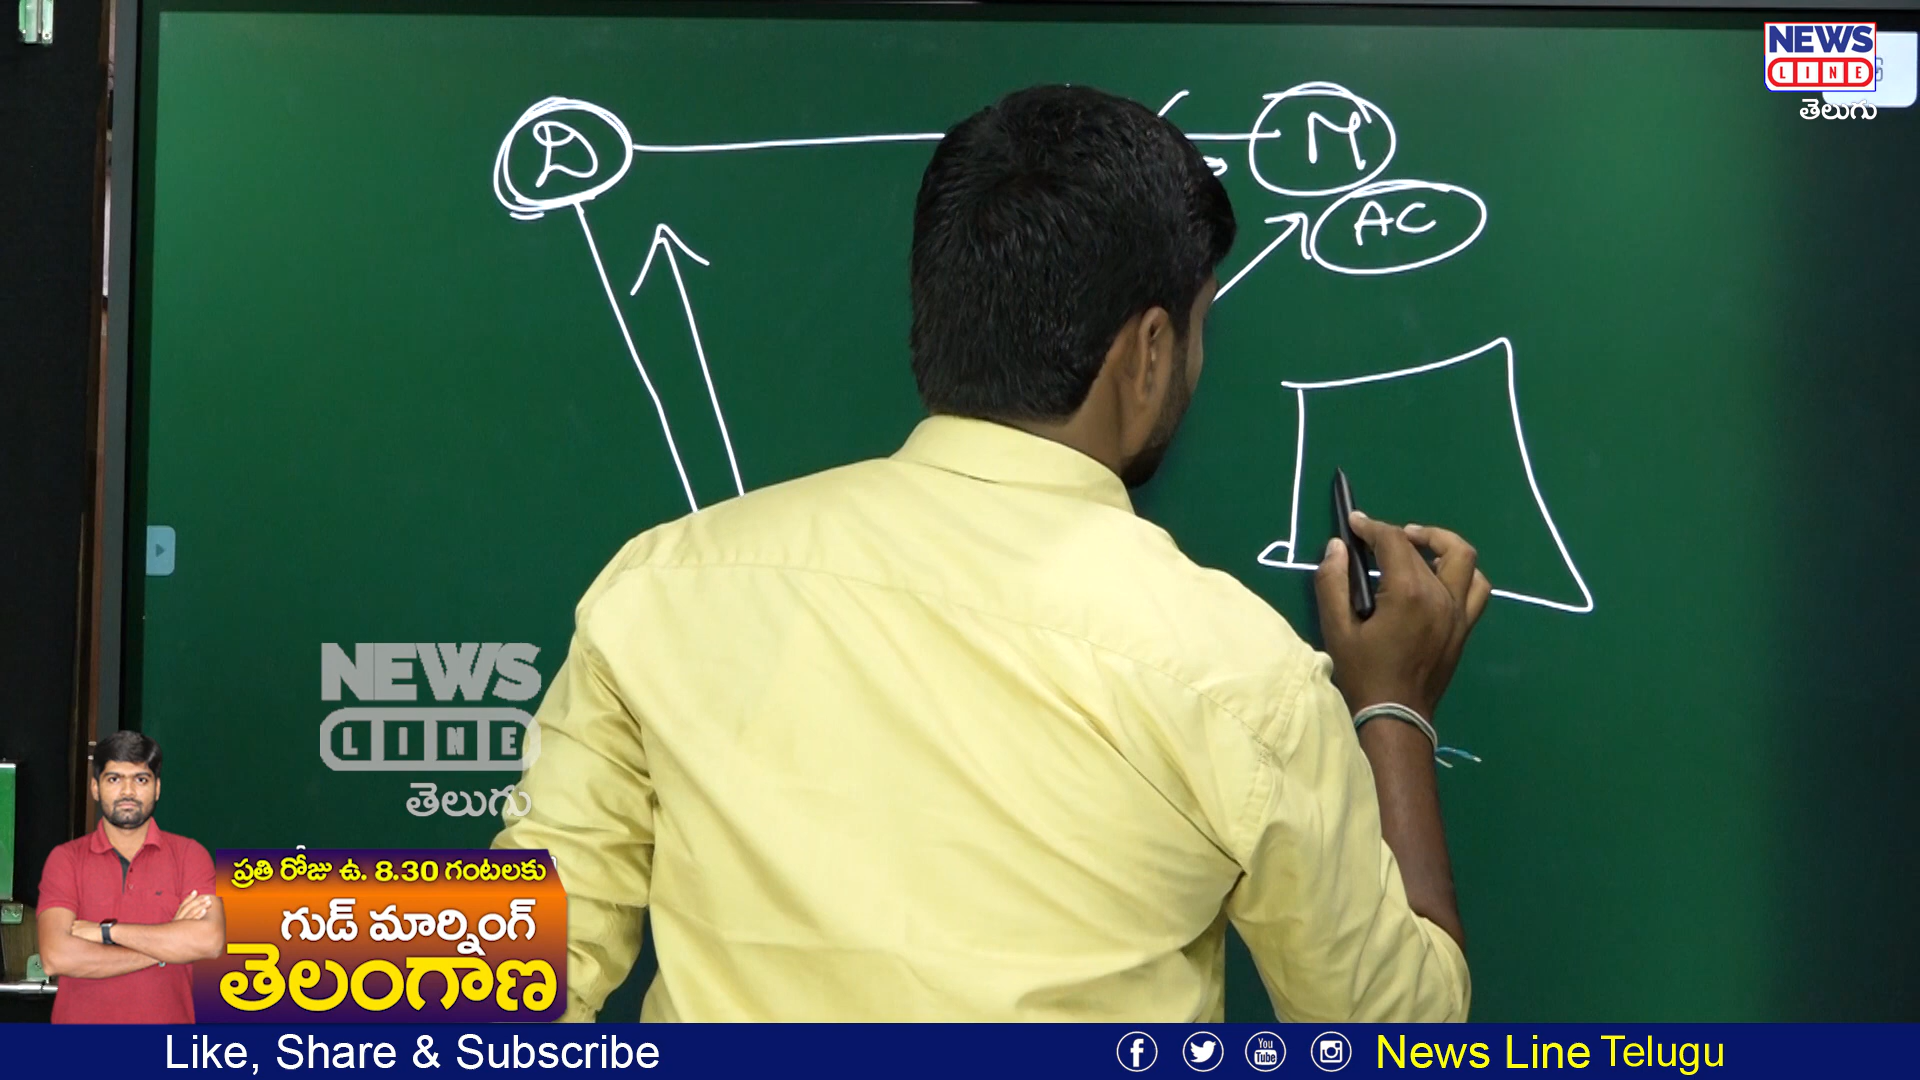 NEWS
LINE
తెలుగు
D
M
AC
NEWS
LINE
తెలుగు
ప్రతి రోజు ఉ. 8.30 గంటలకు
గుడ్ మార్నింగ్
తెలంగాణ
Like, Share & Subscribe
You
Tube
News Line Telugu